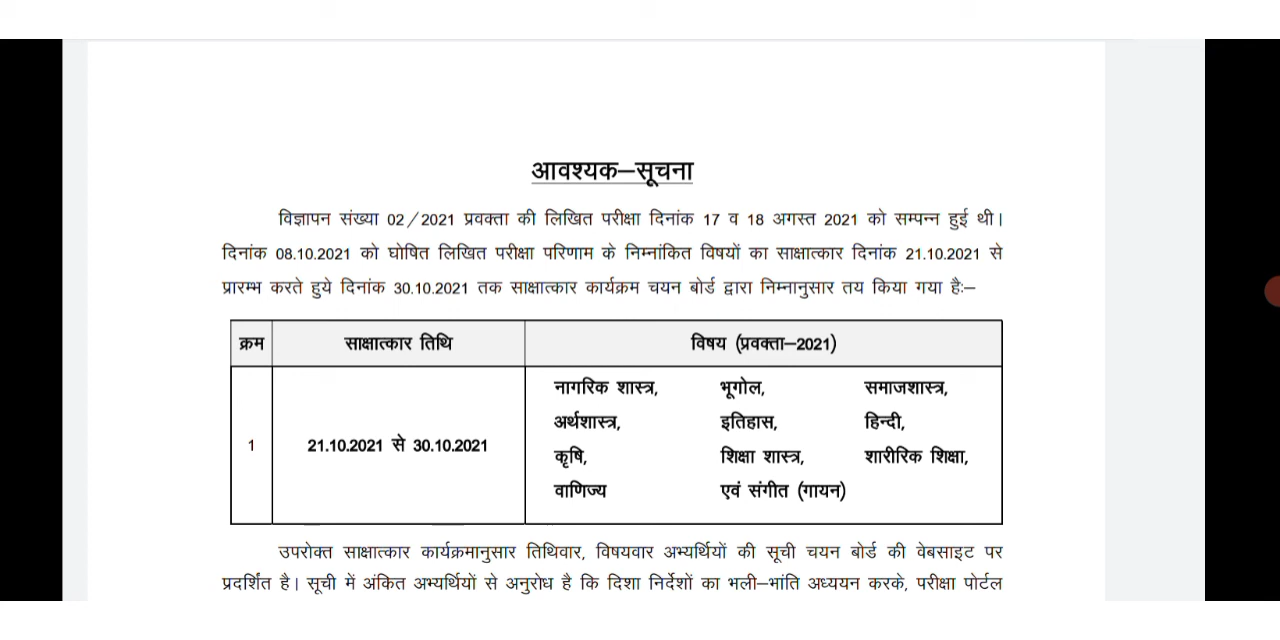 आवश्यक–सूचना
विज्ञापन संख्या 02/2021 प्रवक्ता की लिखित परीक्षा दिनांक 17 व 18 अगस्त 2021 को सम्पन्न हुई थी।
दिनांक 08.10.2021 को घोषित लिखित परीक्षा परिणाम के निम्नांकित विषयों का साक्षात्कार दिनांक 21.10.2021 से
प्रारम्भ करते हुये दिनांक 30.10.2021 तक साक्षात्कार कार्यक्रम चयन बोर्ड द्वारा निम्नानुसार तय किया गया है:–
क्रम साक्षात्कार तिथि विषय (प्रवक्ता–2021)
नागरिक शास्त्र, भूगोल, समाजशास्त्र,
अर्थशास्त्र, इतिहास, हिन्दी,
1 21.10.2021 से 30.10.2021
कृषि, शिक्षा शास्त्र, शारीरिक शिक्षा,
वाणिज्य एवं संगीत (गायन)
उपरोक्त साक्षात्कार कार्यक्रमानुसार तिथिवार, विषयवार अभ्यर्थियों की सूची चयन बोर्ड की वेबसाइट पर
प्रदर्शित है। सूची में अंकित अभ्यर्थियों से अनुरोध है कि दिशा निर्देशों का भली–भांति अध्ययन करके, परीक्षा पोर्टल